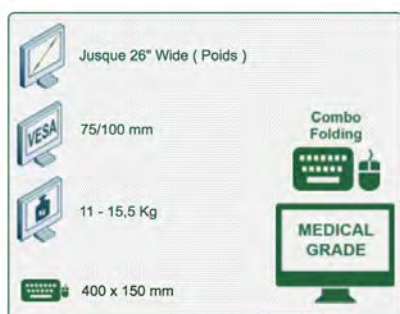 Jusque 26" Wide ( Poids )
VESA
75/100 mm
Combo
Folding
KG
11 - 15,5 Kg
MEDICAL
GRADE
400 x 150 mm